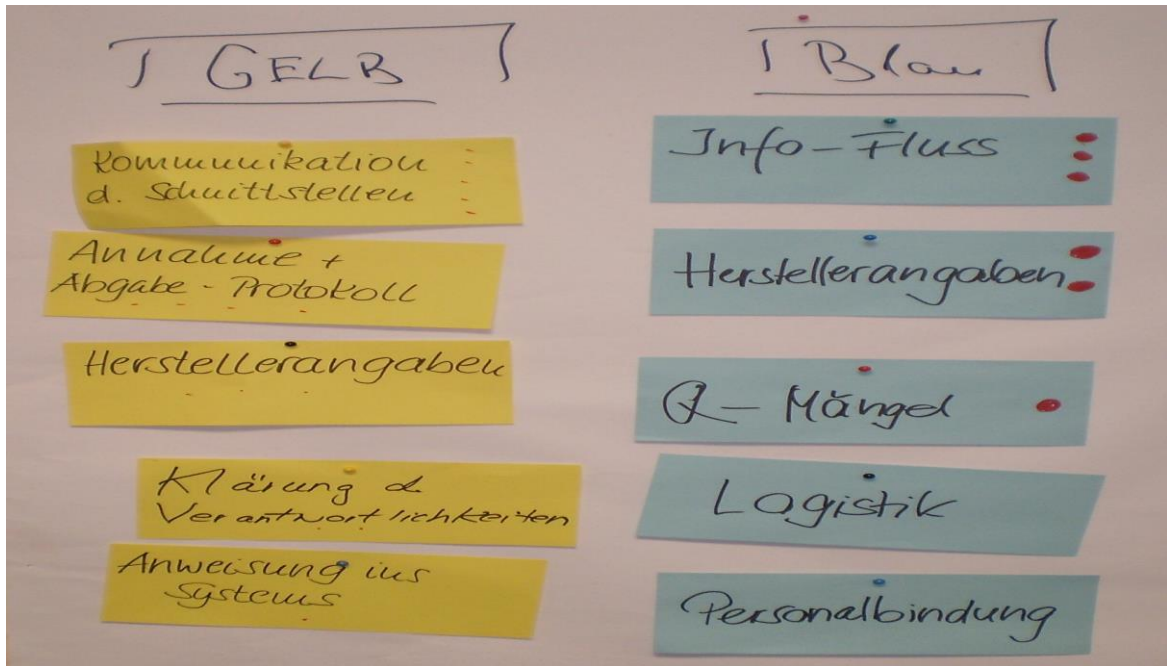 GELB
Kommunikation
d. Schnittstellen
Annahme +
Abgabe - Protokoll
Herstellerangaben
Klärung d
Verantwortlichkeiten
Anweisung ins
Systems
Blau
Info-Fluss
Herstellerangaben
Q- Mängel
Logistik
Personalbindung